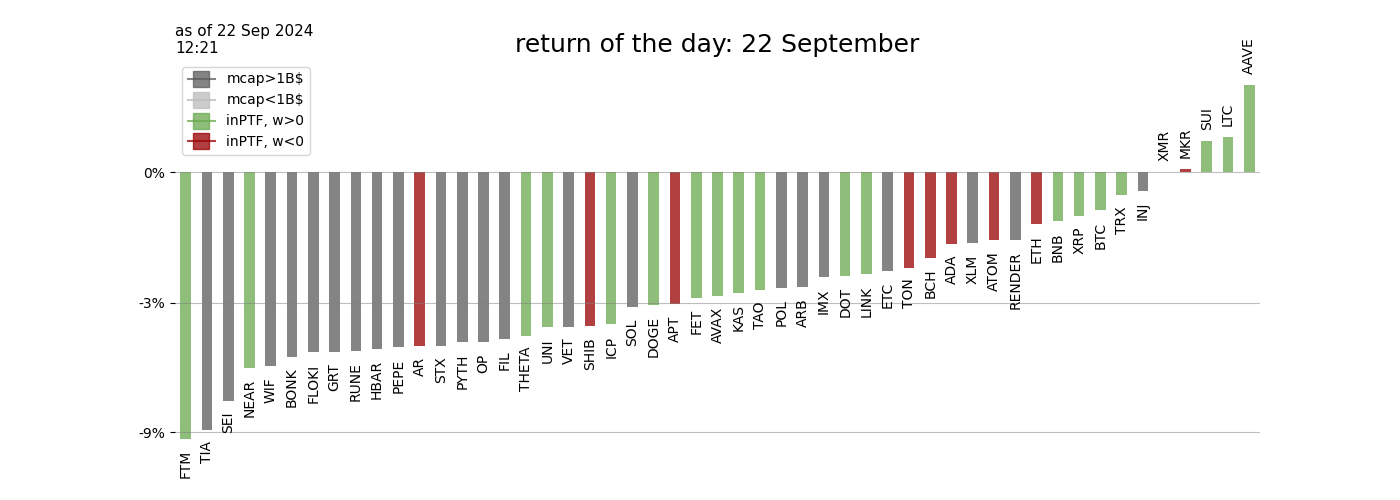 as of 22 Sep 2024
12:21
return of the day: 22 September
mcap>1B$
mcap<1B$
inPTF, w>0
inPTF, w<0
0%
-3%
-9%
FTM
TIA
SEI
NEAR
WIF
BONK
FLOKI
GRT
RUNE
HBAR
PEPE
AR
STX
PYTH
OP
FIL
THETA
UNI
VET
SHIB
ICP
SOL
DOGE
APT
FET
AVAX
KAS
TAO
POL
ARB
IMX
DOT
LINK
ETC
TON
BCH
ADA
XLM
ATOM
RENDER
ETH
BNB
XRP
BTC
TRX
INJ
XMR
MKR
SUI
LTC
AAVE